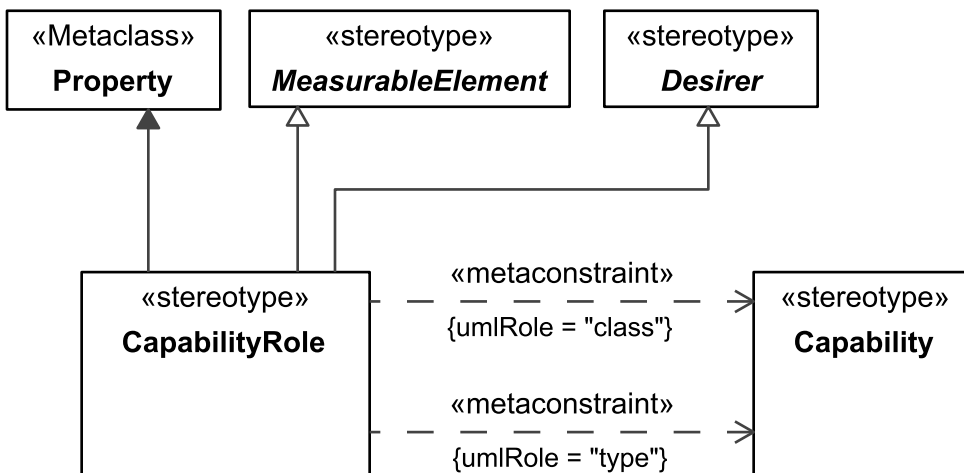 «Metaclass»
Property
«stereotype»
MeasurableElement
«stereotype»
Desirer
«stereotype»
CapabilityRole
«metaconstraint»
{umlRole = "class"}
«metaconstraint»
{umlRole = "type"}
«stereotype»
Capability